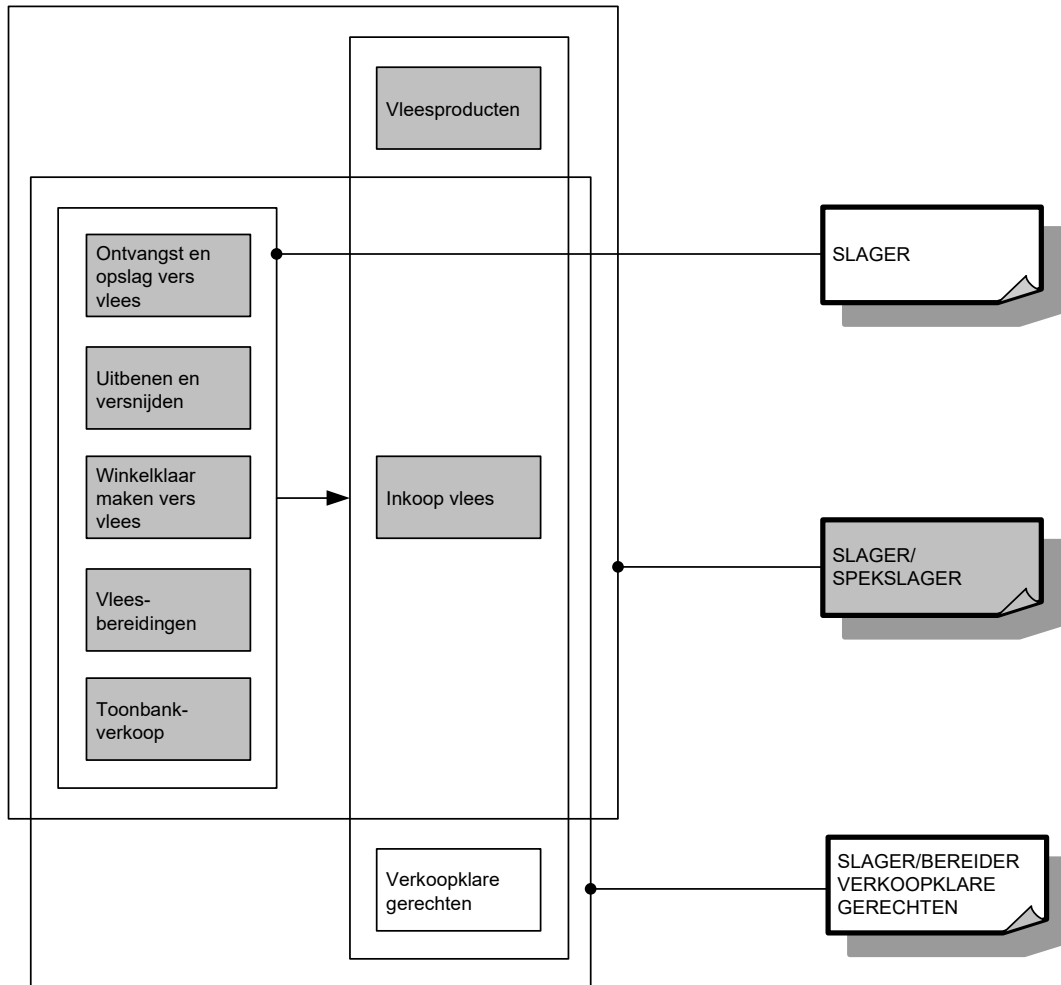 Vleesproducten
Ontvangst en
opslag vers
vlees
SLAGER
Uitbenen en
versnijden
Winkelklaar
maken vers
vlees
Inkoop vlees
SLAGER/
SPEKSLAGER
Vlees-
bereidingen
Toonbank-
verkoop
Verkoopklare
gerechten
SLAGER/BEREIDER
VERKOOPKLARE
GERECHTEN